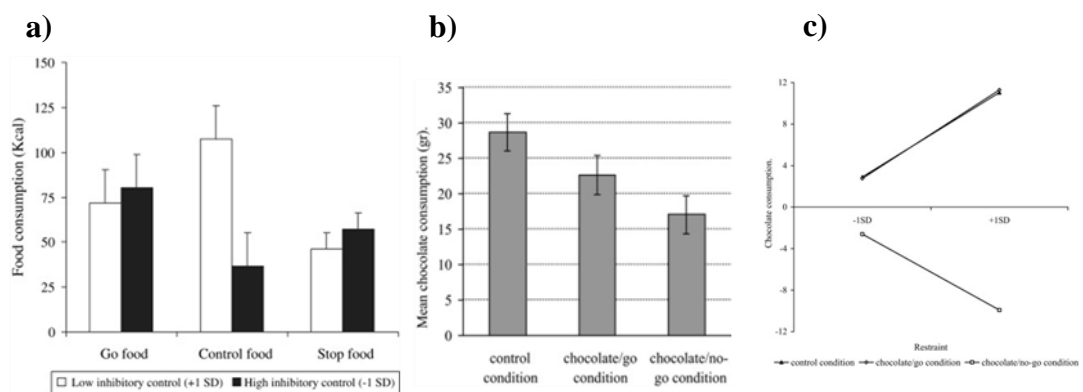 a)
150
125
100
75
50
25
0
Food consumption (Kcal)
Go food Control food Stop food
Low inhibitory control (+1 SD) High inhibitory control (-1 SD)
b)
35
30
25
20
15
10
5
0.
Mean chocolate consumption (gr).
control condition
chocolate/go condition
chocolate/no-go condition
c)
12
8
4
0
-4
-8
-12
Chocolate consumption.
-1SD +1SD
Restraint
control condition chocolate/go condition chocolate/no-go condition